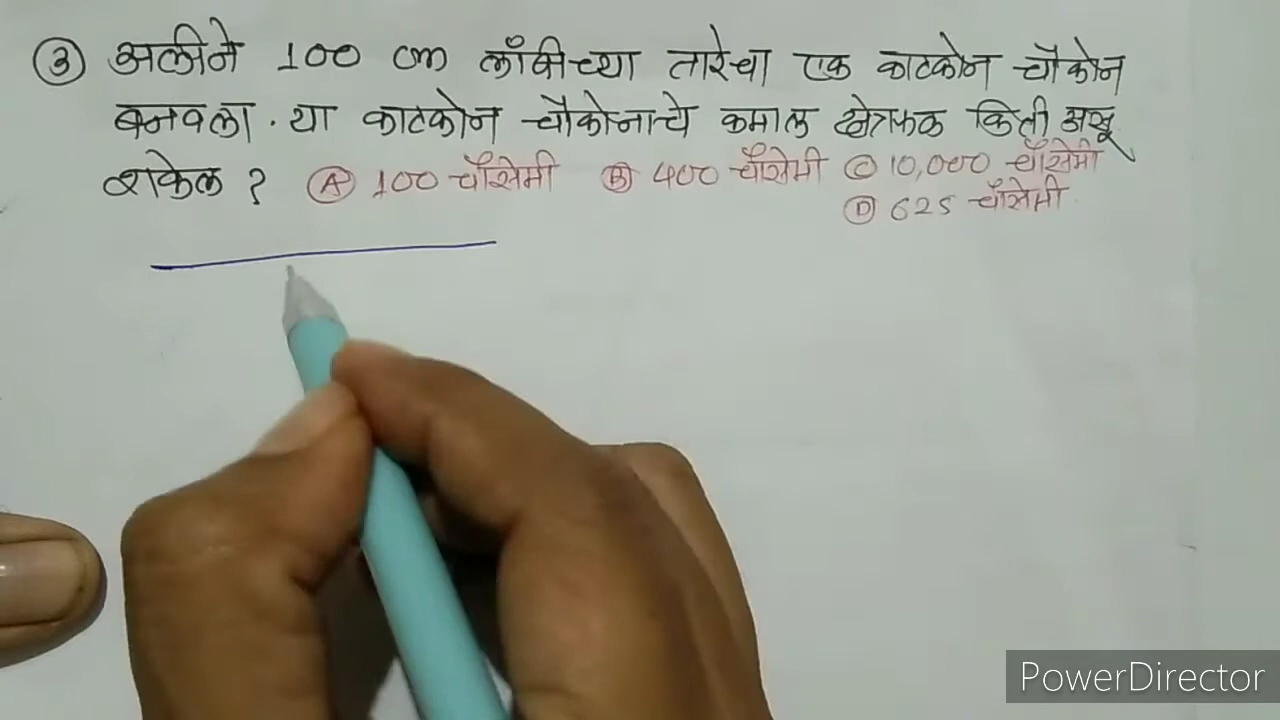 ③ अलीने 100 cm लांबीच्या तारेचा एक काटकोन चौकोन
बनवला. या काटकोन चौकोनाचे कमाल क्षेत्रफळ किती असू
शकेल ? Ⓐ 100 चौसेमी Ⓑ 400 चौसेमी Ⓒ 10,000 चौसेमी
Ⓓ 625 चौसेमी
PowerDirector